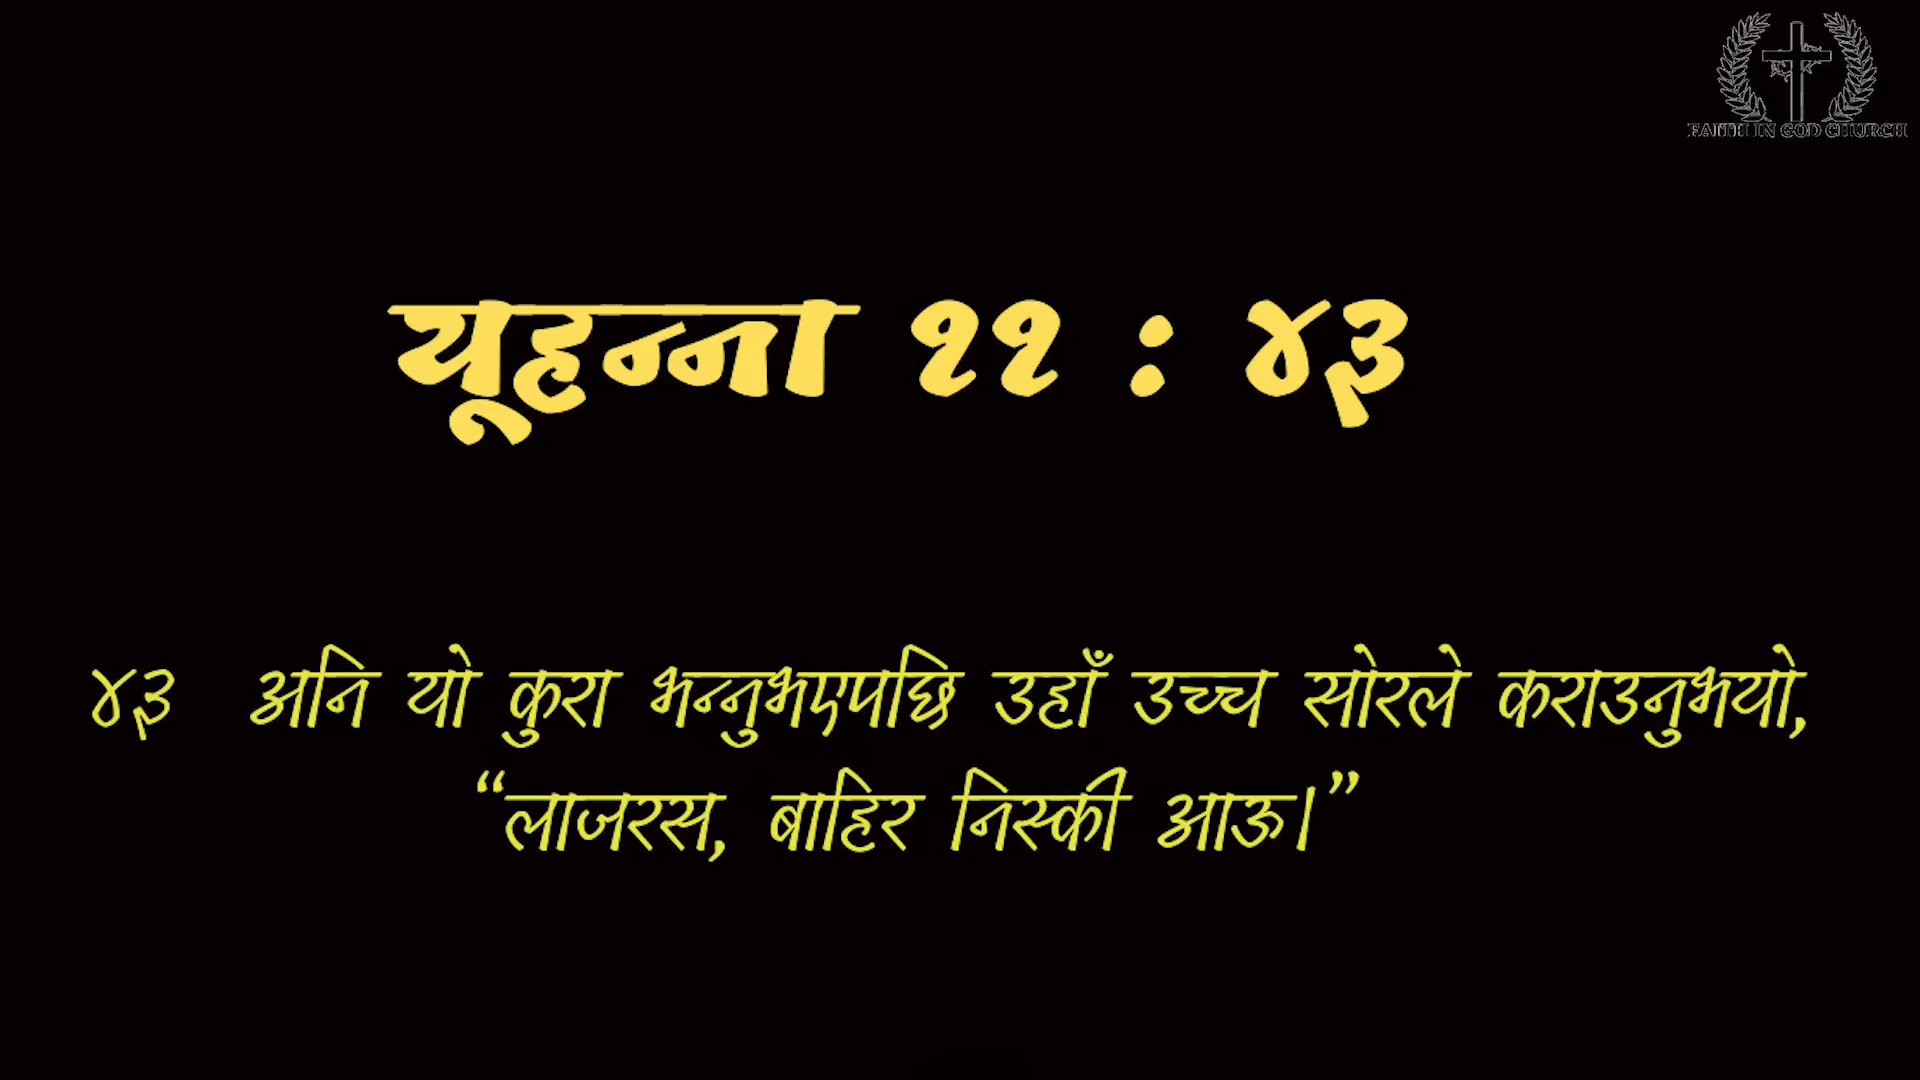 FAITH IN GOD CHURCH
यूहन्ना ११ : ४३
४३ अनि यो कुरा भन्नुभएपछि उहाँ उच्च सोरले कराउनुभयो,
“लाजरस, बाहिर निस्की आऊ।”